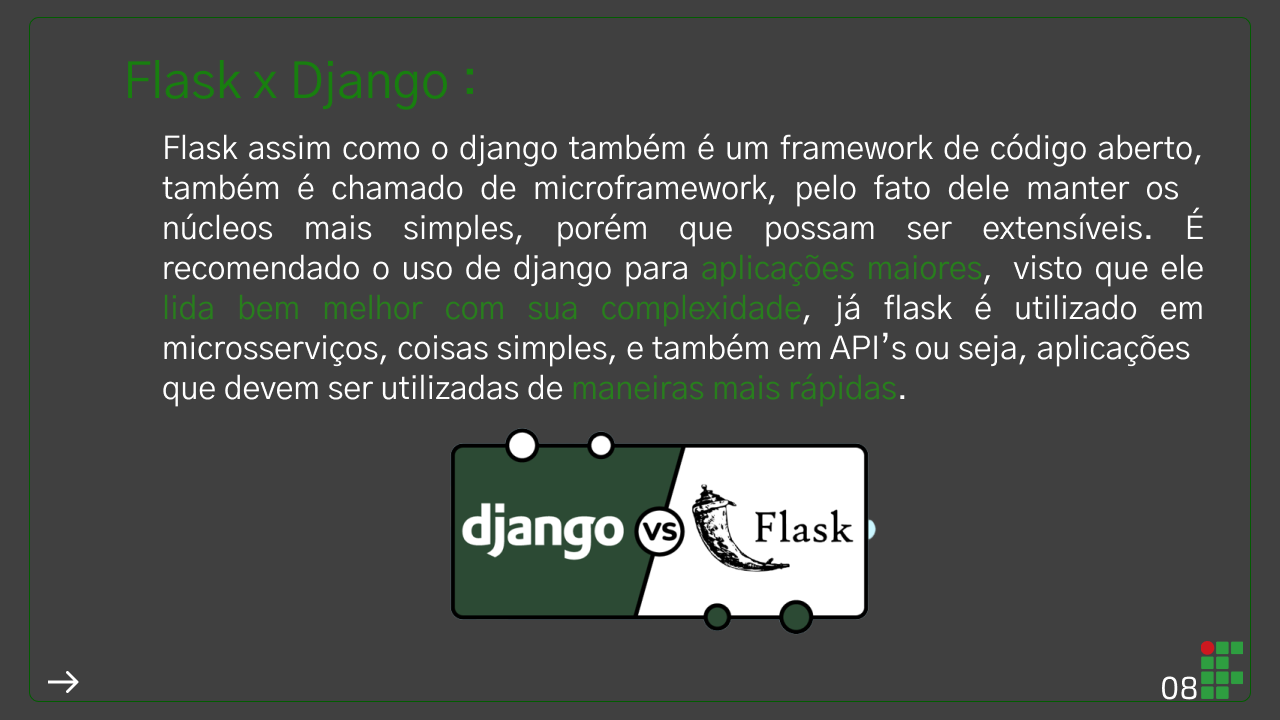 Flask x Django :
Flask assim como o django também é um framework de código aberto,
também é chamado de microframework, pelo fato dele manter os
núcleos mais simples, porém que possam ser extensíveis. É
recomendado o uso de django para aplicações maiores, visto que ele
lida bem melhor com sua complexidade, já flask é utilizado em
microsserviços, coisas simples, e também em API’s ou seja, aplicações
que devem ser utilizadas de maneiras mais rápidas.
django VS Flask
08